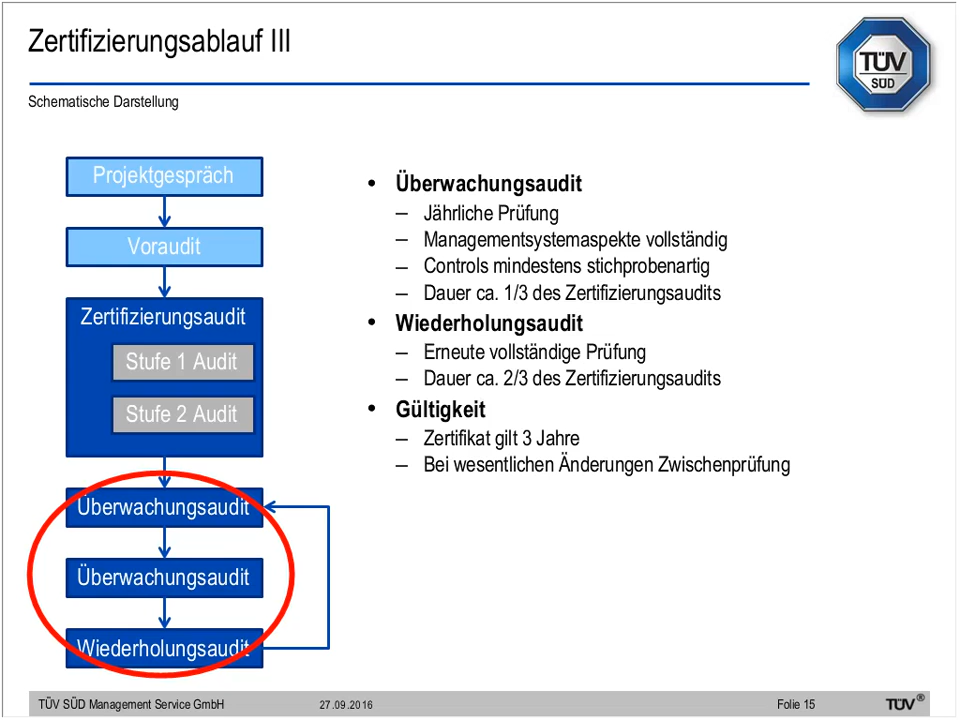 Zertifizierungsablauf III
TÜV
SÜD
Schematische Darstellung
Projektgespräch
Voraudit
Zertifizierungsaudit
Stufe 1 Audit
Stufe 2 Audit
Überwachungsaudit
Überwachungsaudit
Wiederholungsaudit
• Überwachungsaudit
– Jährliche Prüfung
– Managementsystemaspekte vollständig
– Controls mindestens stichprobenartig
– Dauer ca. 1/3 des Zertifizierungsaudits
• Wiederholungsaudit
– Erneute vollständige Prüfung
– Dauer ca. 2/3 des Zertifizierungsaudits
• Gültigkeit
– Zertifikat gilt 3 Jahre
– Bei wesentlichen Änderungen Zwischenprüfung
TÜV SÜD Management Service GmbH 27.09.2016 Folie 15 TÜV®